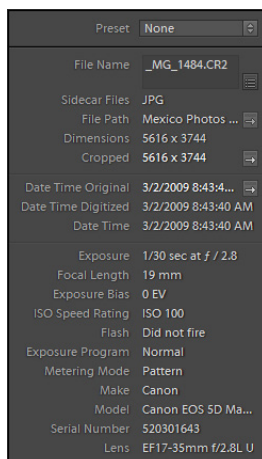 Preset None
File Name _MG_1484.CR2
Sidecar Files JPG
File Path Mexico Photos ...
Dimensions 5616 x 3744
Cropped 5616 x 3744
Date Time Original 3/2/2009 8:43:4...
Date Time Digitized 3/2/2009 8:43:40 AM
Date Time 3/2/2009 8:43:40 AM
Exposure 1/30 sec at ƒ / 2.8
Focal Length 19 mm
Exposure Bias 0 EV
ISO Speed Rating ISO 100
Flash Did not fire
Exposure Program Normal
Metering Mode Pattern
Make Canon
Model Canon EOS 5D Ma...
Serial Number 520301643
Lens EF17-35mm f/2.8L U